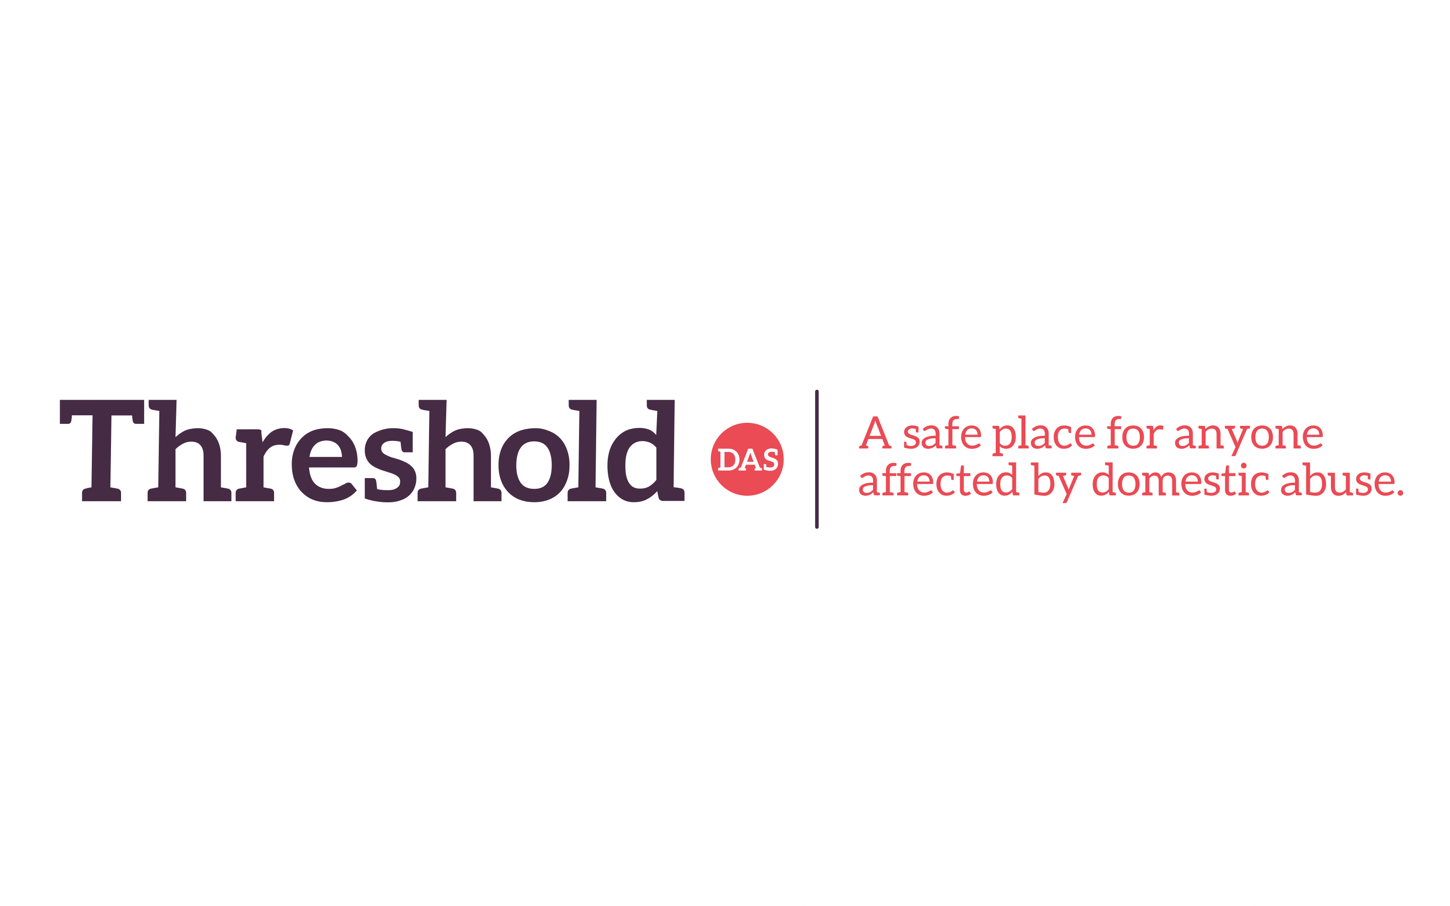 Threshold
DAS
A safe place for anyone
affected by domestic abuse.